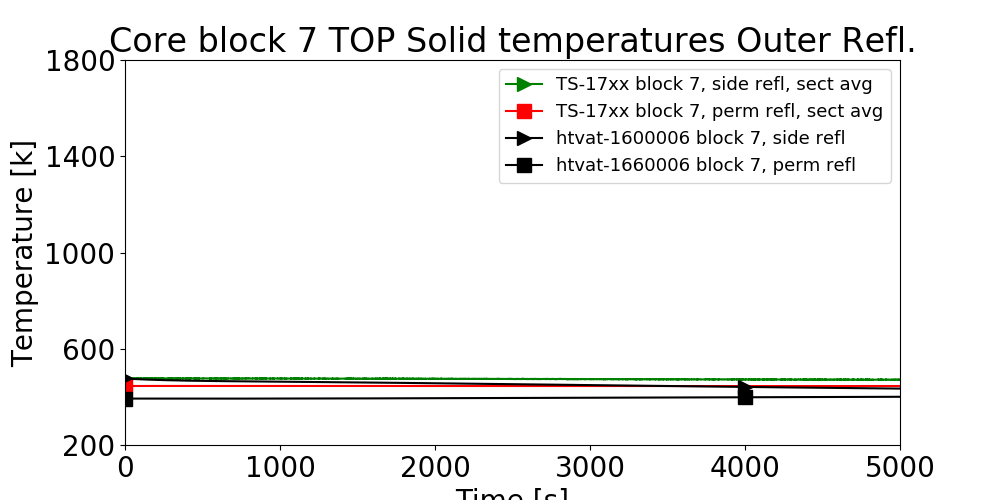 Core block 7 TOP Solid temperatures Outer Refl.
1800
1400
1000
600
200
Temperature [k]
TS-17xx block 7, side refl, sect avg
TS-17xx block 7, perm refl, sect avg
htvat-1600006 block 7, side refl
htvat-1660006 block 7, perm refl
0 1000 2000 3000 4000 5000
Time [s]